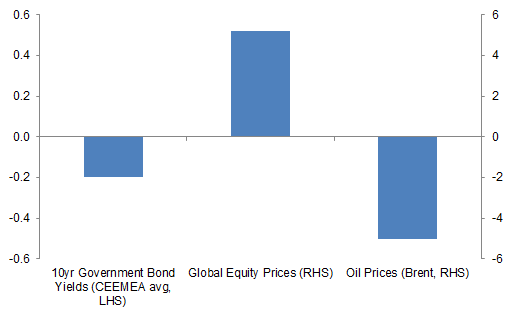 0.6
0.4
0.2
0.0
-0.2
-0.4
-0.6
6
4
2
0
-2
-4
-6
10yr Government Bond
Yields (CEEMEA avg,
LHS)
Global Equity Prices (RHS)
Oil Prices (Brent, RHS)